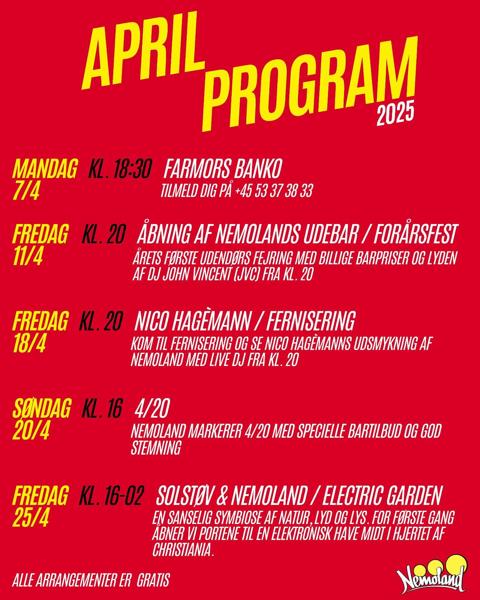 APRIL
PROGRAM
2025
MANDAG KL. 18:30 FARMORS BANKO
7/4 TILMELD DIG PÅ +45 53 37 38 33
FREDAG KL. 20 ÅBNING AF NEMOLANDS UDEBAR / FORÅRSFEST
11/4 ÅRETS FØRSTE UDENDØRS FEJRING MED BILLIGE BARPRISER OG LYDEN
AF DJ JOHN VINCENT (JVC) FRA KL. 20
FREDAG KL. 20 NICO HAGÈMANN / FERNISERING
18/4 KOM TIL FERNISERING OG SE NICO HAGÈMANNS UDSMYKNING AF
NEMOLAND MED LIVE DJ FRA KL. 20
SØNDAG KL. 16 4/20
20/4 NEMOLAND MARKERER 4/20 MED SPECIELLE BARTILBUD OG GOD
STEMNING
FREDAG KL. 16-02 SOLSTØV & NEMOLAND / ELECTRIC GARDEN
25/4 EN SANSELIG SYMBIOSE AF NATUR, LYD OG LYS. FOR FØRSTE GANG
ÅBNER VI PORTENE TIL EN ELEKTRONISK HAVE MIDT I HJERTET AF
CHRISTIANIA.
ALLE ARRANGEMENTER ER GRATIS
Nemoland